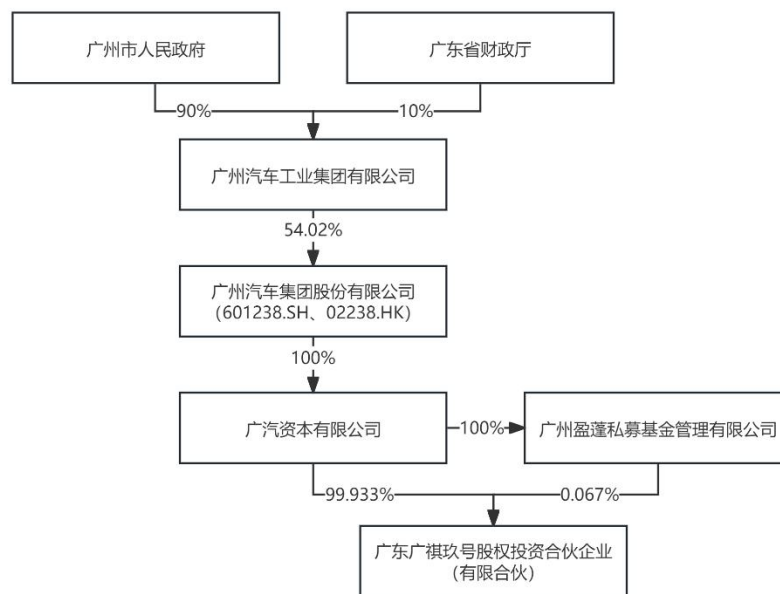 广州市人民政府
广东省财政厅
90%
10%
广州汽车工业集团有限公司
54.02%
广州汽车集团股份有限公司
（601238.SH、02238.HK）
100%
广汽资本有限公司
100%
广州盈蓬私募基金管理有限公司
99.933%
0.067%
广东广祺玖号股权投资合伙企业
（有限合伙）